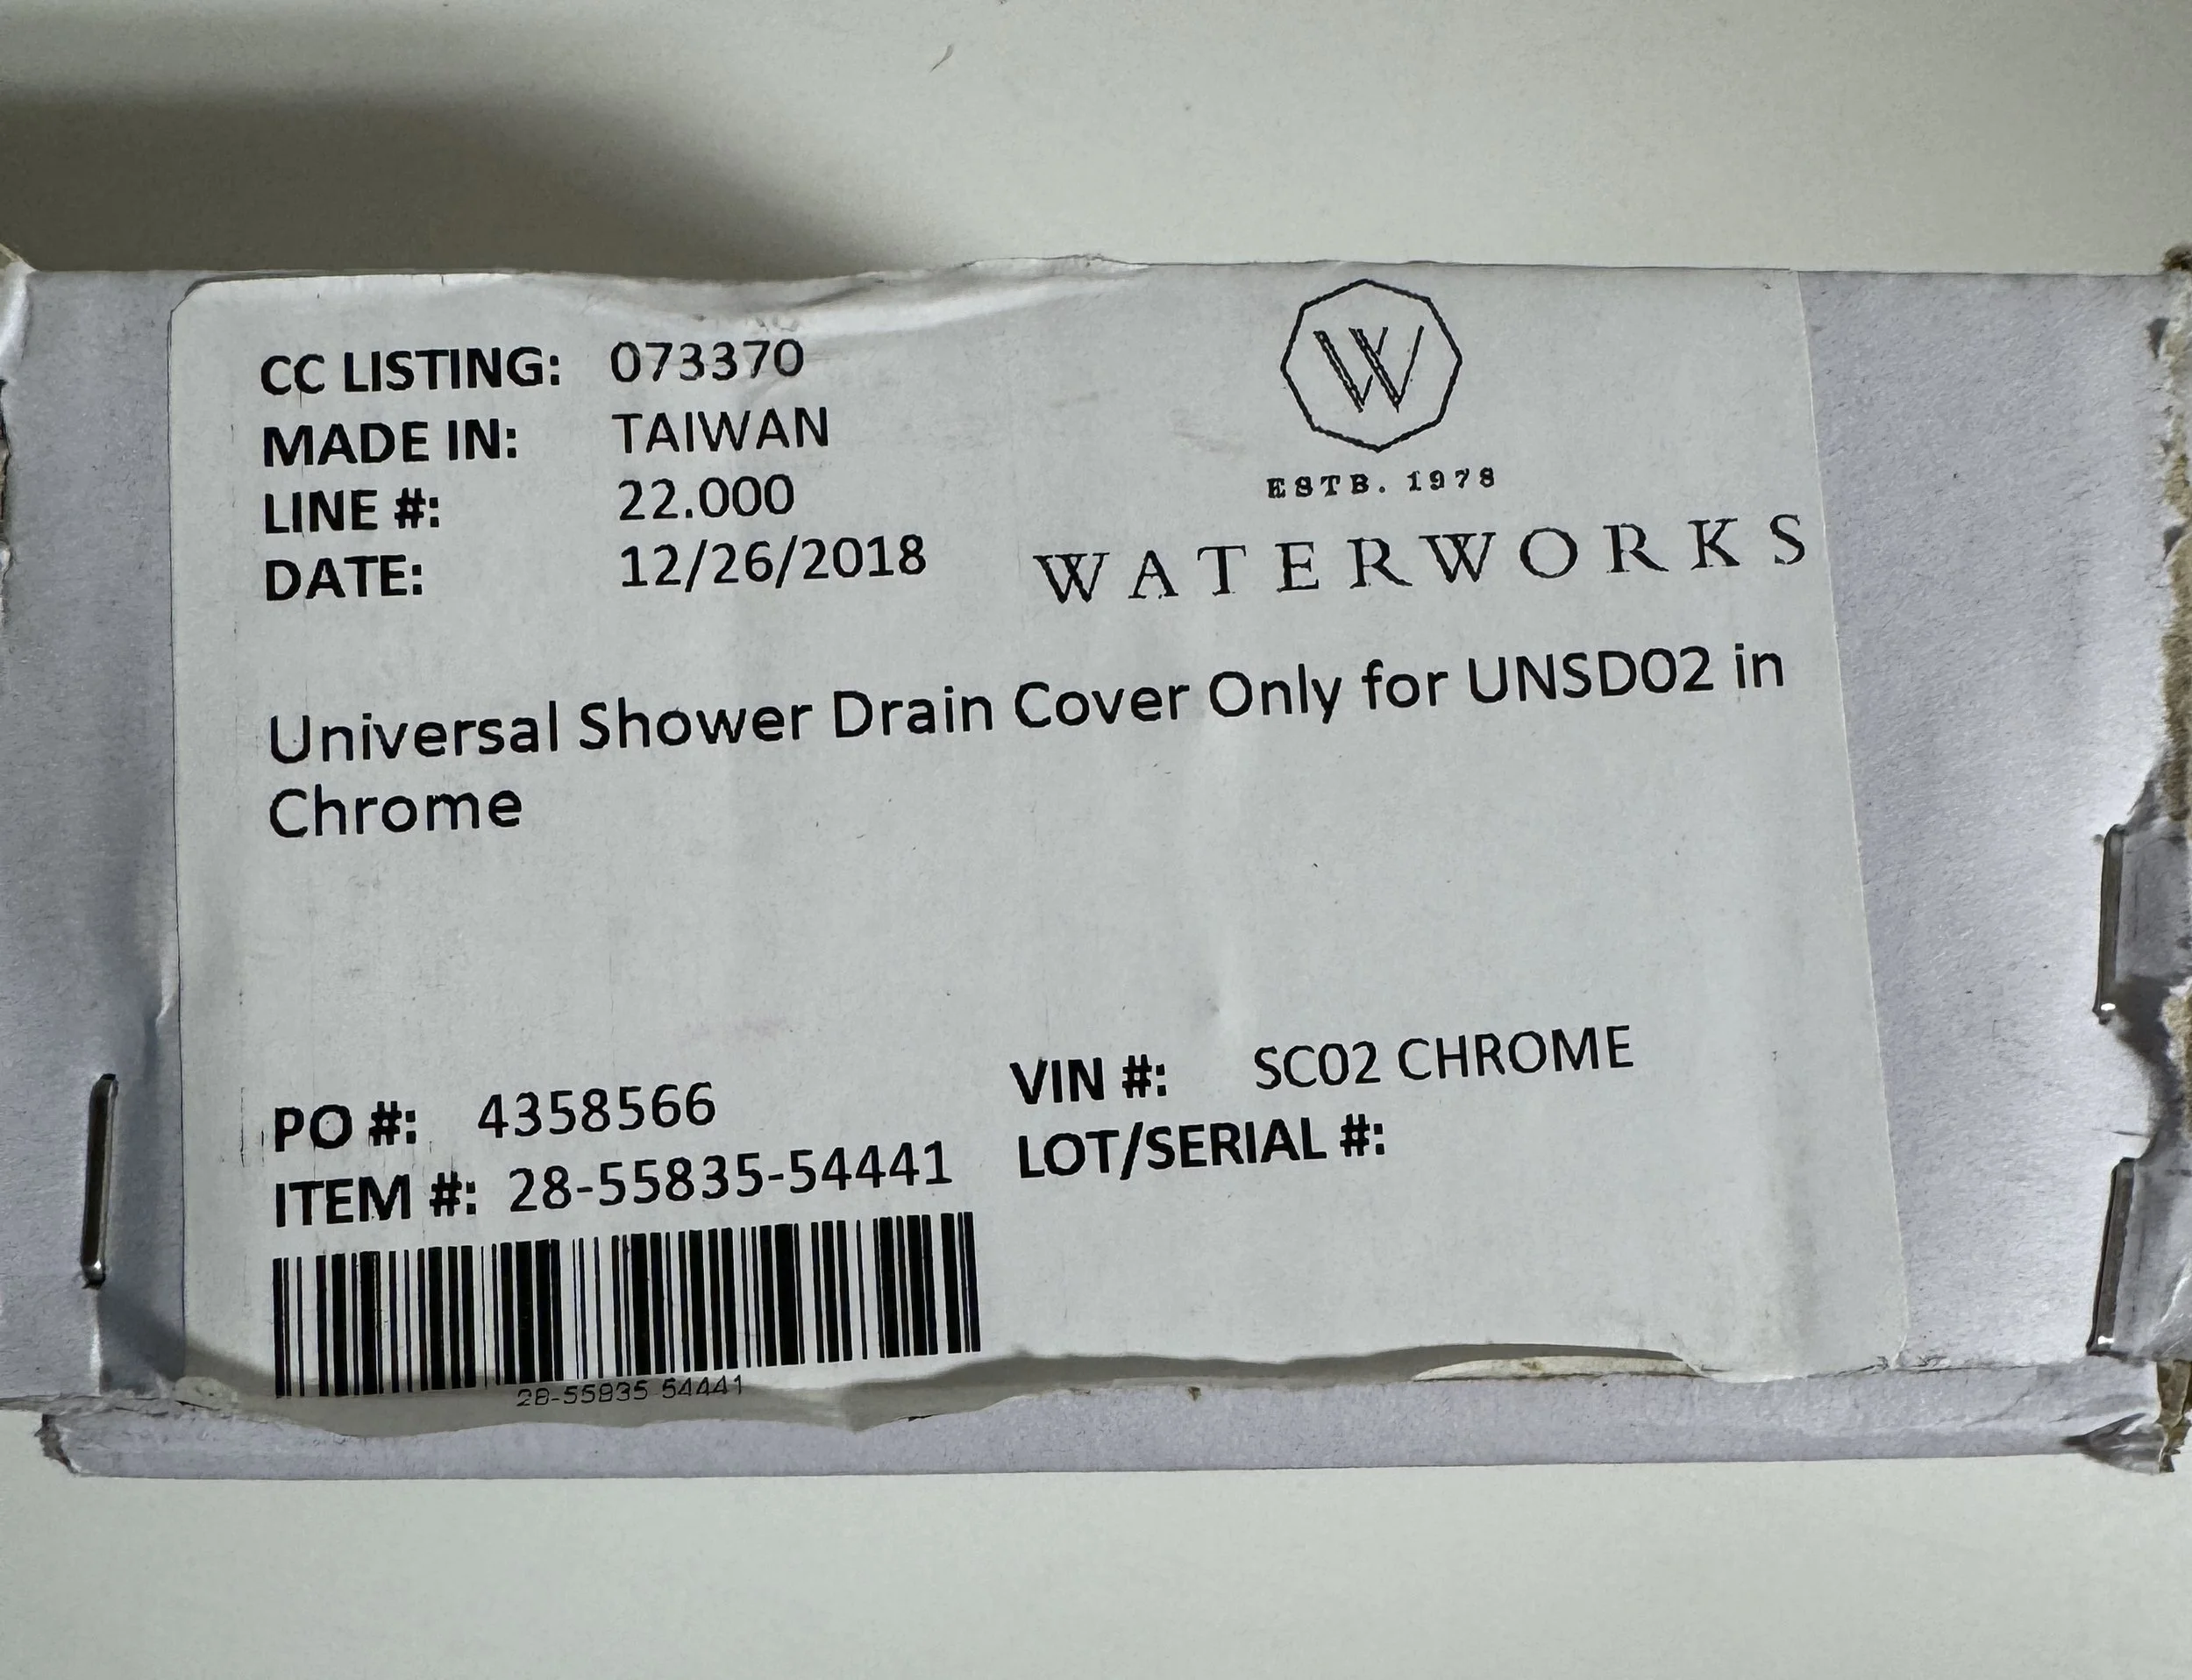 CC LISTING: 073370
MADE IN: TAIWAN
LINE #: 22.000
DATE: 12/26/2018
W
ESTB. 1978
WATERWORKS
Universal Shower Drain Cover Only for UNSD02 in
Chrome
PO #: 4358566
ITEM #: 28-55835-54441
VIN #: SC02 CHROME
LOT/SERIAL #:
28-55835 54441